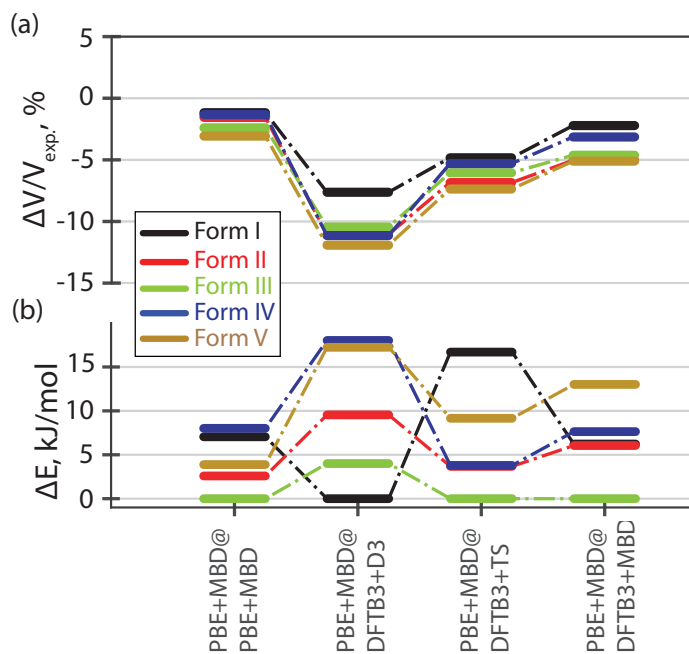 (a)
5
0
-5
-10
-15
ΔV/Vexp., %
Form I
Form II
Form III
Form IV
Form V
(b)
15
10
5
0
ΔE, kJ/mol
PBE+MBD@
PBE+MBD
PBE+MBD@
DFTB3+D3
PBE+MBD@
DFTB3+TS
PBE+MBD@
DFTB3+MBD